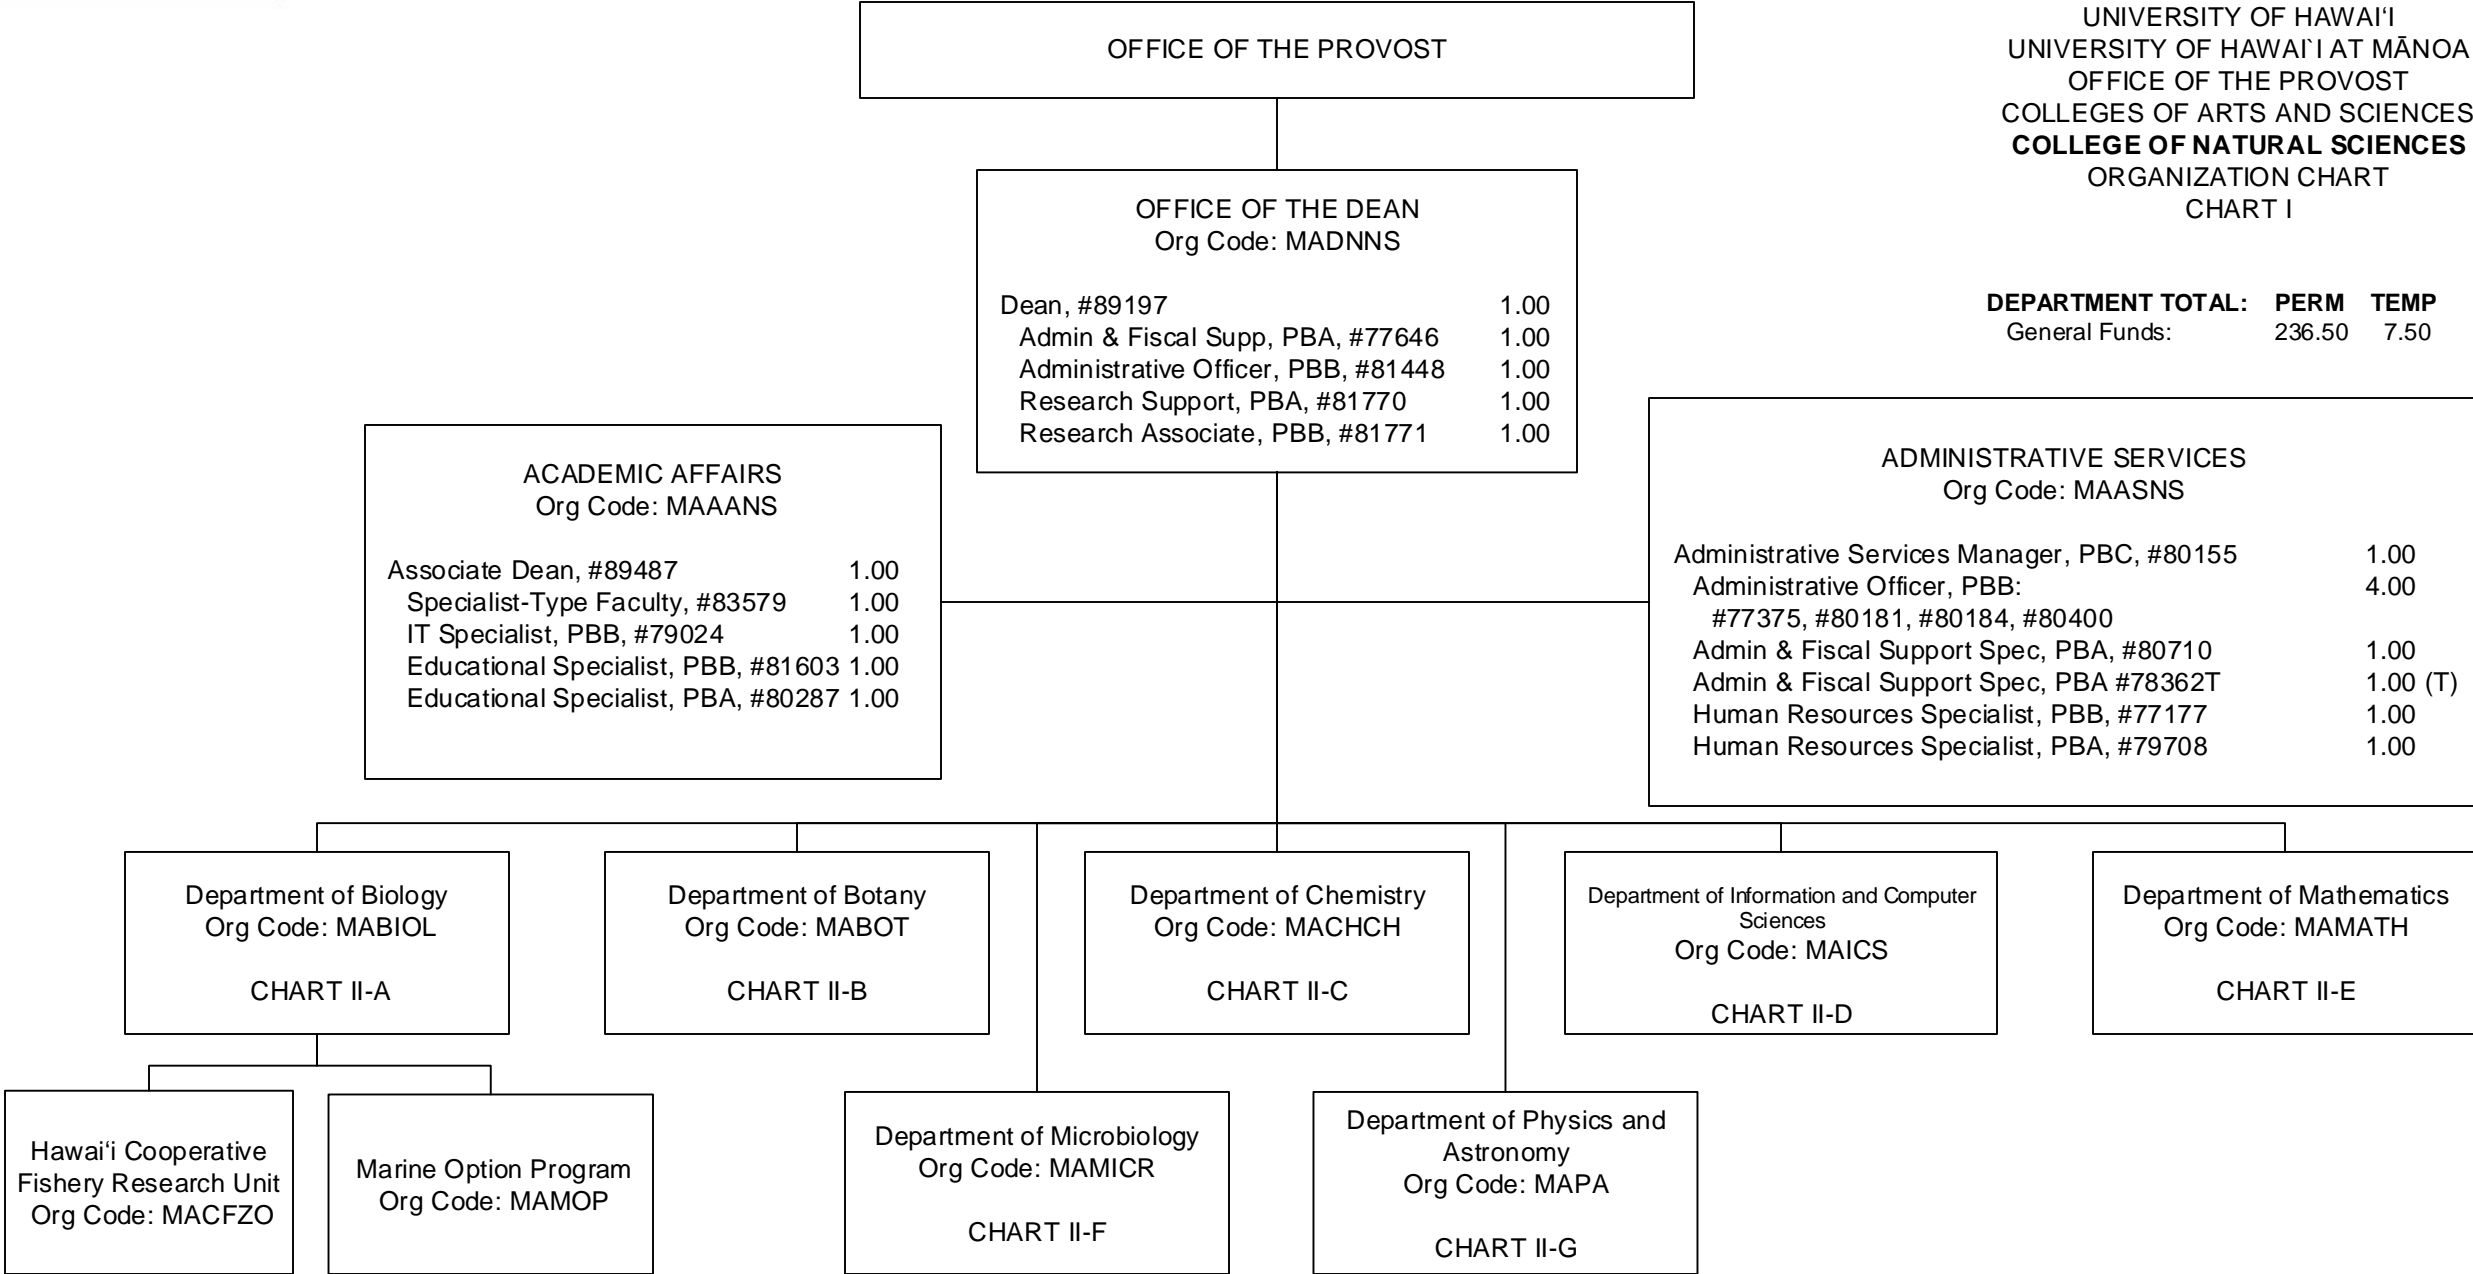 OFFICE OF THE PROVOST
UNIVERSITY OF HAWAI‘I
UNIVERSITY OF HAWAI`I AT MĀNOA
OFFICE OF THE PROVOST
COLLEGES OF ARTS AND SCIENCES
COLLEGE OF NATURAL SCIENCES
ORGANIZATION CHART
CHART I
DEPARTMENT TOTAL: PERM TEMP
General Funds: 236.50 7.50
OFFICE OF THE DEAN
Org Code: MADNNS
Dean, #89197 1.00
Admin & Fiscal Supp, PBA, #77646 1.00
Administrative Officer, PBB, #81448 1.00
Research Support, PBA, #81770 1.00
Research Associate, PBB, #81771 1.00
ACADEMIC AFFAIRS
Org Code: MAAANS
Associate Dean, #89487 1.00
Specialist-Type Faculty, #83579 1.00
IT Specialist, PBB, #79024 1.00
Educational Specialist, PBB, #81603 1.00
Educational Specialist, PBA, #80287 1.00
ADMINISTRATIVE SERVICES
Org Code: MAASNS
Administrative Services Manager, PBC, #80155 1.00
Administrative Officer, PBB: 4.00
#77375, #80181, #80184, #80400
Admin & Fiscal Support Spec, PBA, #80710 1.00
Admin & Fiscal Support Spec, PBA #78362T 1.00 (T)
Human Resources Specialist, PBB, #77177 1.00
Human Resources Specialist, PBA, #79708 1.00
Department of Biology
Org Code: MABIOL
CHART II-A
Department of Botany
Org Code: MABOT
CHART II-B
Department of Chemistry
Org Code: MACHCH
CHART II-C
Department of Information and Computer
Sciences
Org Code: MAICS
CHART II-D
Department of Mathematics
Org Code: MAMATH
CHART II-E
Hawai‘i Cooperative
Fishery Research Unit
Org Code: MACFZO
Marine Option Program
Org Code: MAMOP
Department of Microbiology
Org Code: MAMICR
CHART II-F
Department of Physics and
Astronomy
Org Code: MAPA
CHART II-G